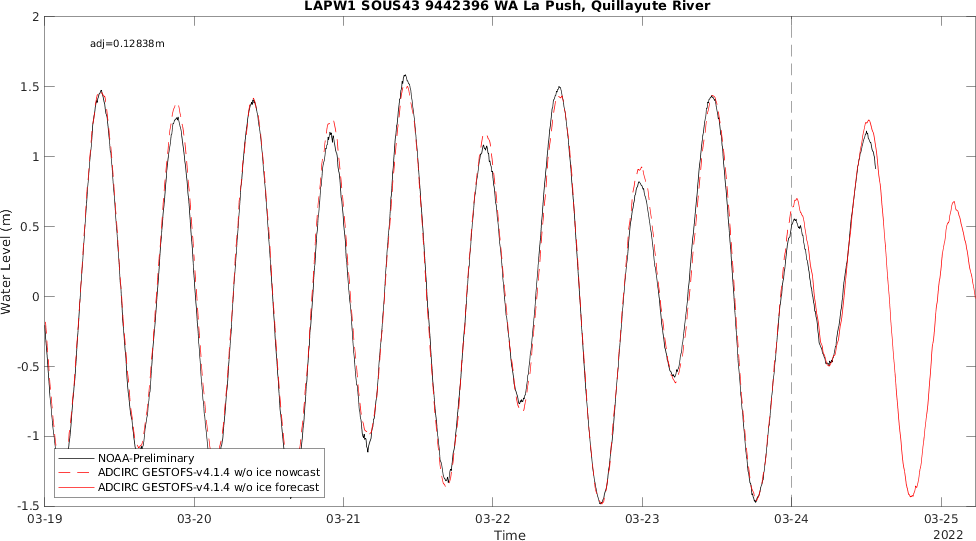 LAPW1 SOUS43 9442396 WA La Push, Quillayute River
adj=0.12838m
2
1.5
1
0.5
0
-0.5
-1
-1.5
Water Level (m)
NOAA-Preliminary
ADCIRC GESTOFS-v4.1.4 w/o ice nowcast
ADCIRC GESTOFS-v4.1.4 w/o ice forecast
03-19 03-20 03-21 03-22 03-23 03-24 03-25
Time
2022